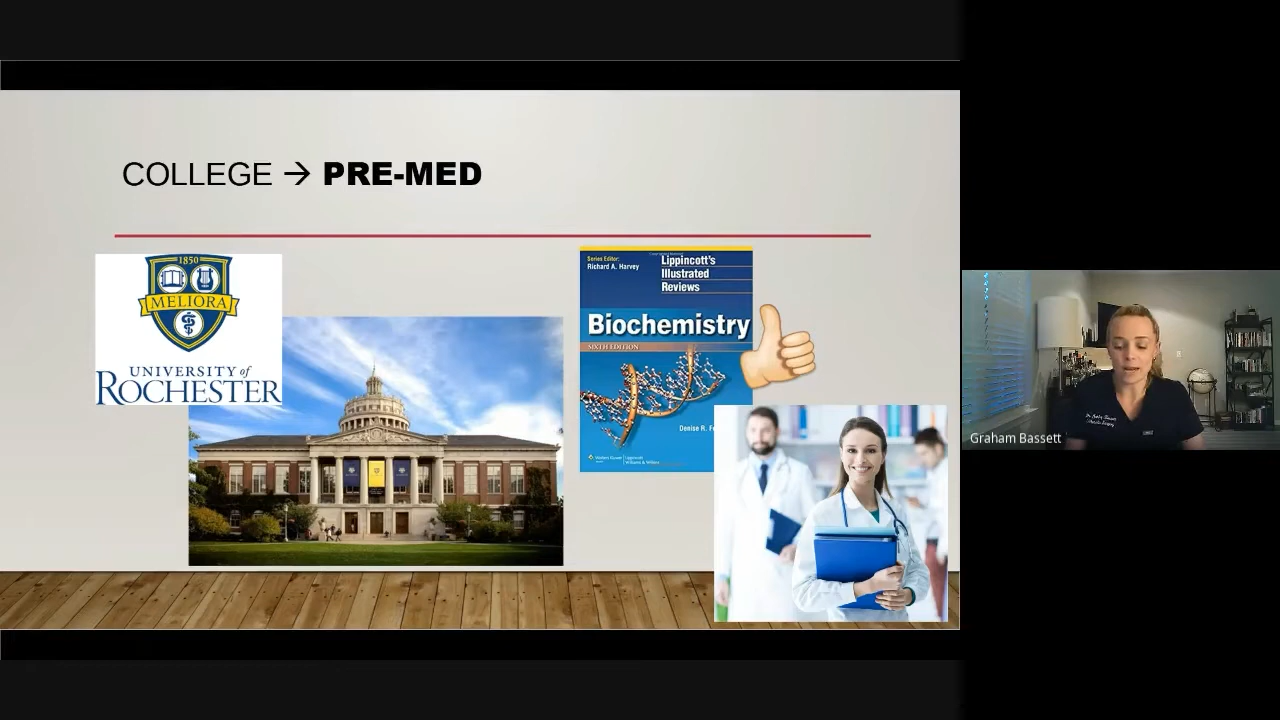 COLLEGE → PRE-MED
1850
MELIORA
UNIVERSITY of
ROCHESTER
Series Editor:
Richard A. Harvey
Lippincott's
Illustrated
Reviews
Biochemistry
SIXTH EDITION
Denise R.
Wolters Kluwer
Lippincott
Williams & Wilkins
Graham Bassett